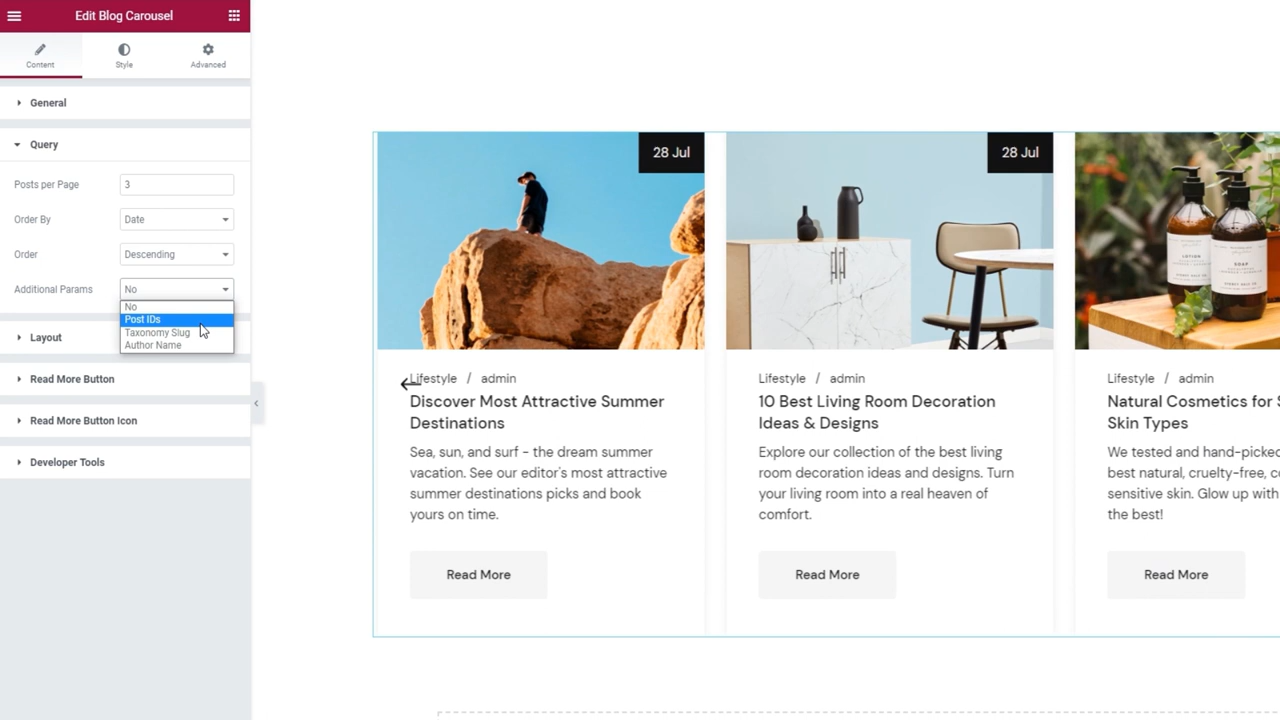 Edit Blog Carousel
Content
Style
Advanced
General
Query
Posts per Page
3
Order By
Date
Order
Descending
Additional Params
No
No
Post IDs
Taxonomy Slug
Author Name
Layout
Read More Button
Read More Button Icon
Developer Tools
28 Jul
Lifestyle / admin
Discover Most Attractive Summer
Destinations
Sea, sun, and surf – the dream summer
vacation. See our editor's most attractive
summer destinations picks and book
yours on time.
Read More
28 Jul
Lifestyle / admin
10 Best Living Room Decoration
Ideas & Designs
Explore our collection of the best living
room decoration ideas and designs. Turn
your living room into a real heaven of
comfort.
Read More
LOTION
SOAP
Lifestyle / admin
Natural Cosmetics for
Skin Types
We tested and hand-picked
best natural, cruelty-free,
sensitive skin. Glow up with
the best!
Read More